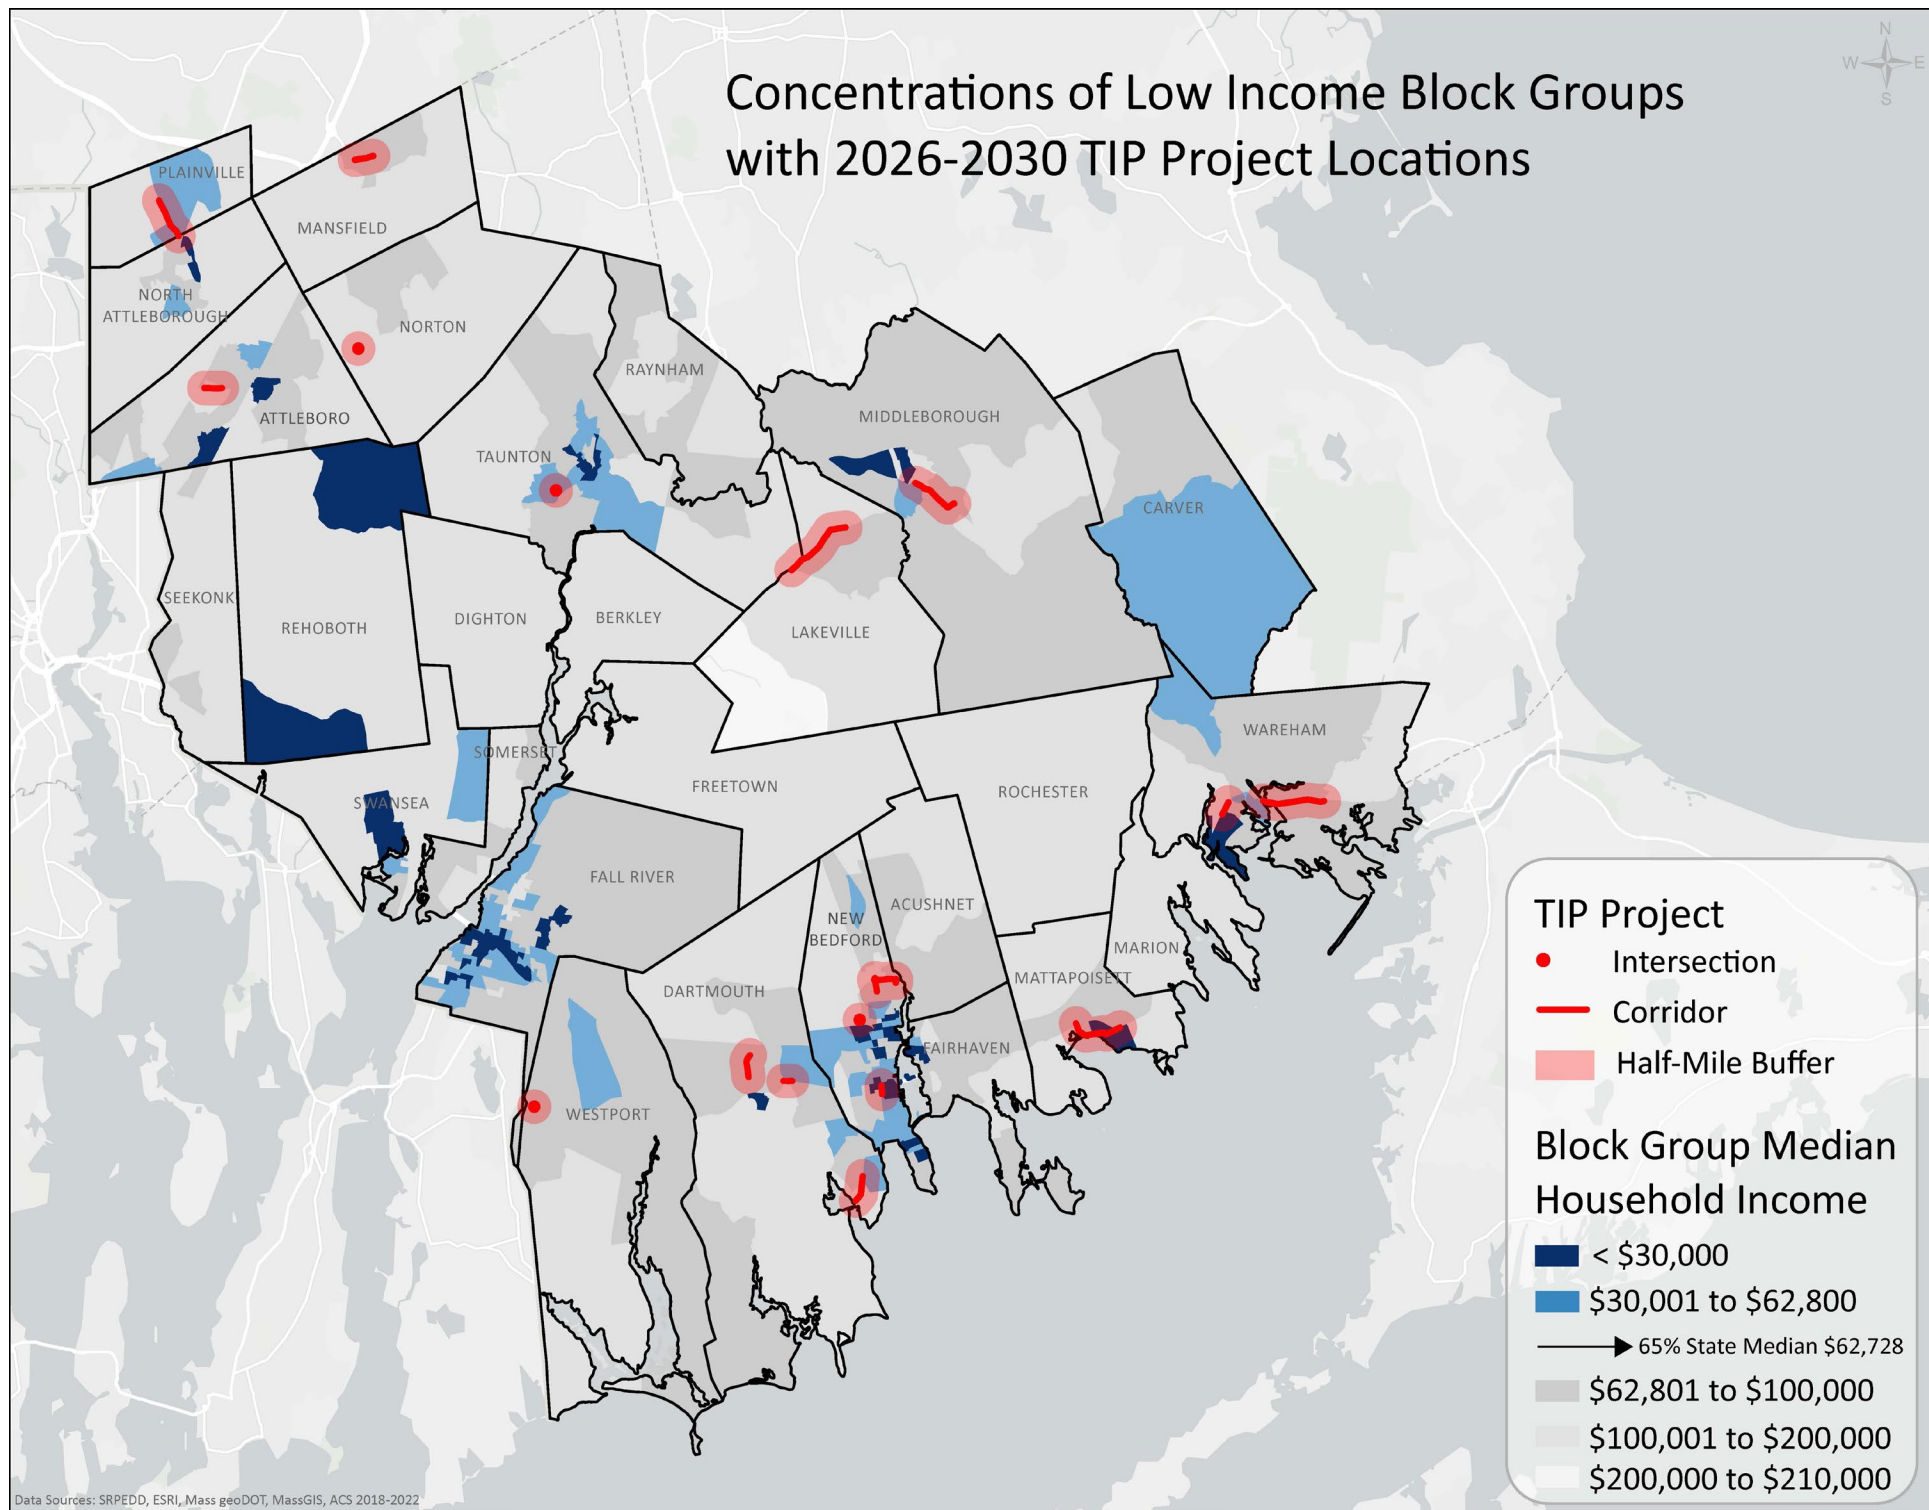 Concentrations of Low Income Block Groups
with 2026-2030 TIP Project Locations
N
W
E
S
PLAINVILLE
MANSFIELD
NORTH
ATTLEBOROUGH
NORTON
ATTLEBORO
RAYNHAM
MIDDLEBOROUGH
TAUNTON
CARVER
SEEKONK
REHOBOTH
DIGHTON
BERKLEY
LAKEVILLE
SOMERSET
WAREHAM
SWANSEA
FREETOWN
ROCHESTER
FALL RIVER
ACUSHNET
NEW
BEDFORD
MARION
MATTAPOISETT
DARTMOUTH
FAIRHAVEN
WESTPORT
TIP Project
Intersection
Corridor
Half-Mile Buffer
Block Group Median
Household Income
< $30,000
$30,001 to $62,800
65% State Median $62,728
$62,801 to $100,000
$100,001 to $200,000
$200,000 to $210,000
Data Sources: SRPEDD, ESRI, Mass geoDOT, MassGIS, ACS 2018-2022